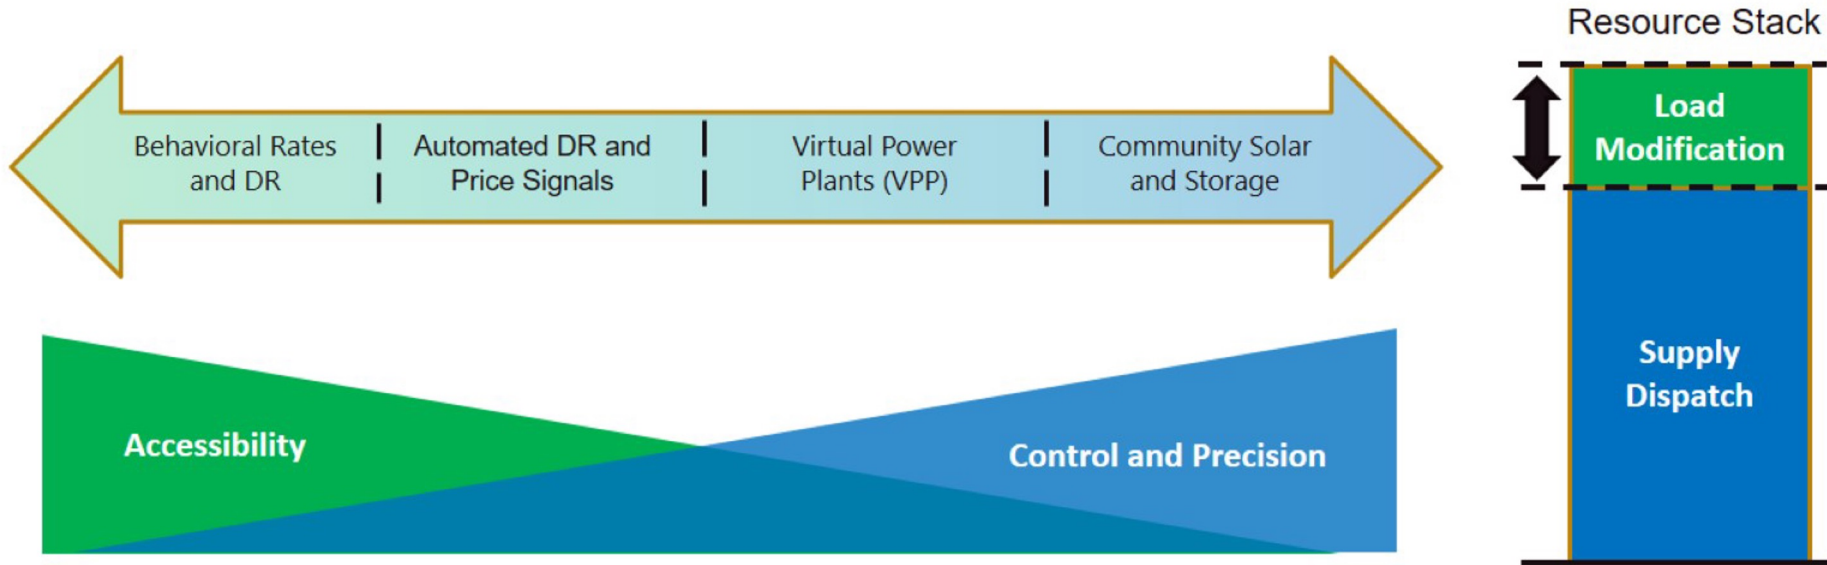 Resource Stack
Behavioral Rates
and DR
Automated DR and
Price Signals
Virtual Power
Plants (VPP)
Community Solar
and Storage
Load
Modification
Supply
Dispatch
Accessibility
Control and Precision